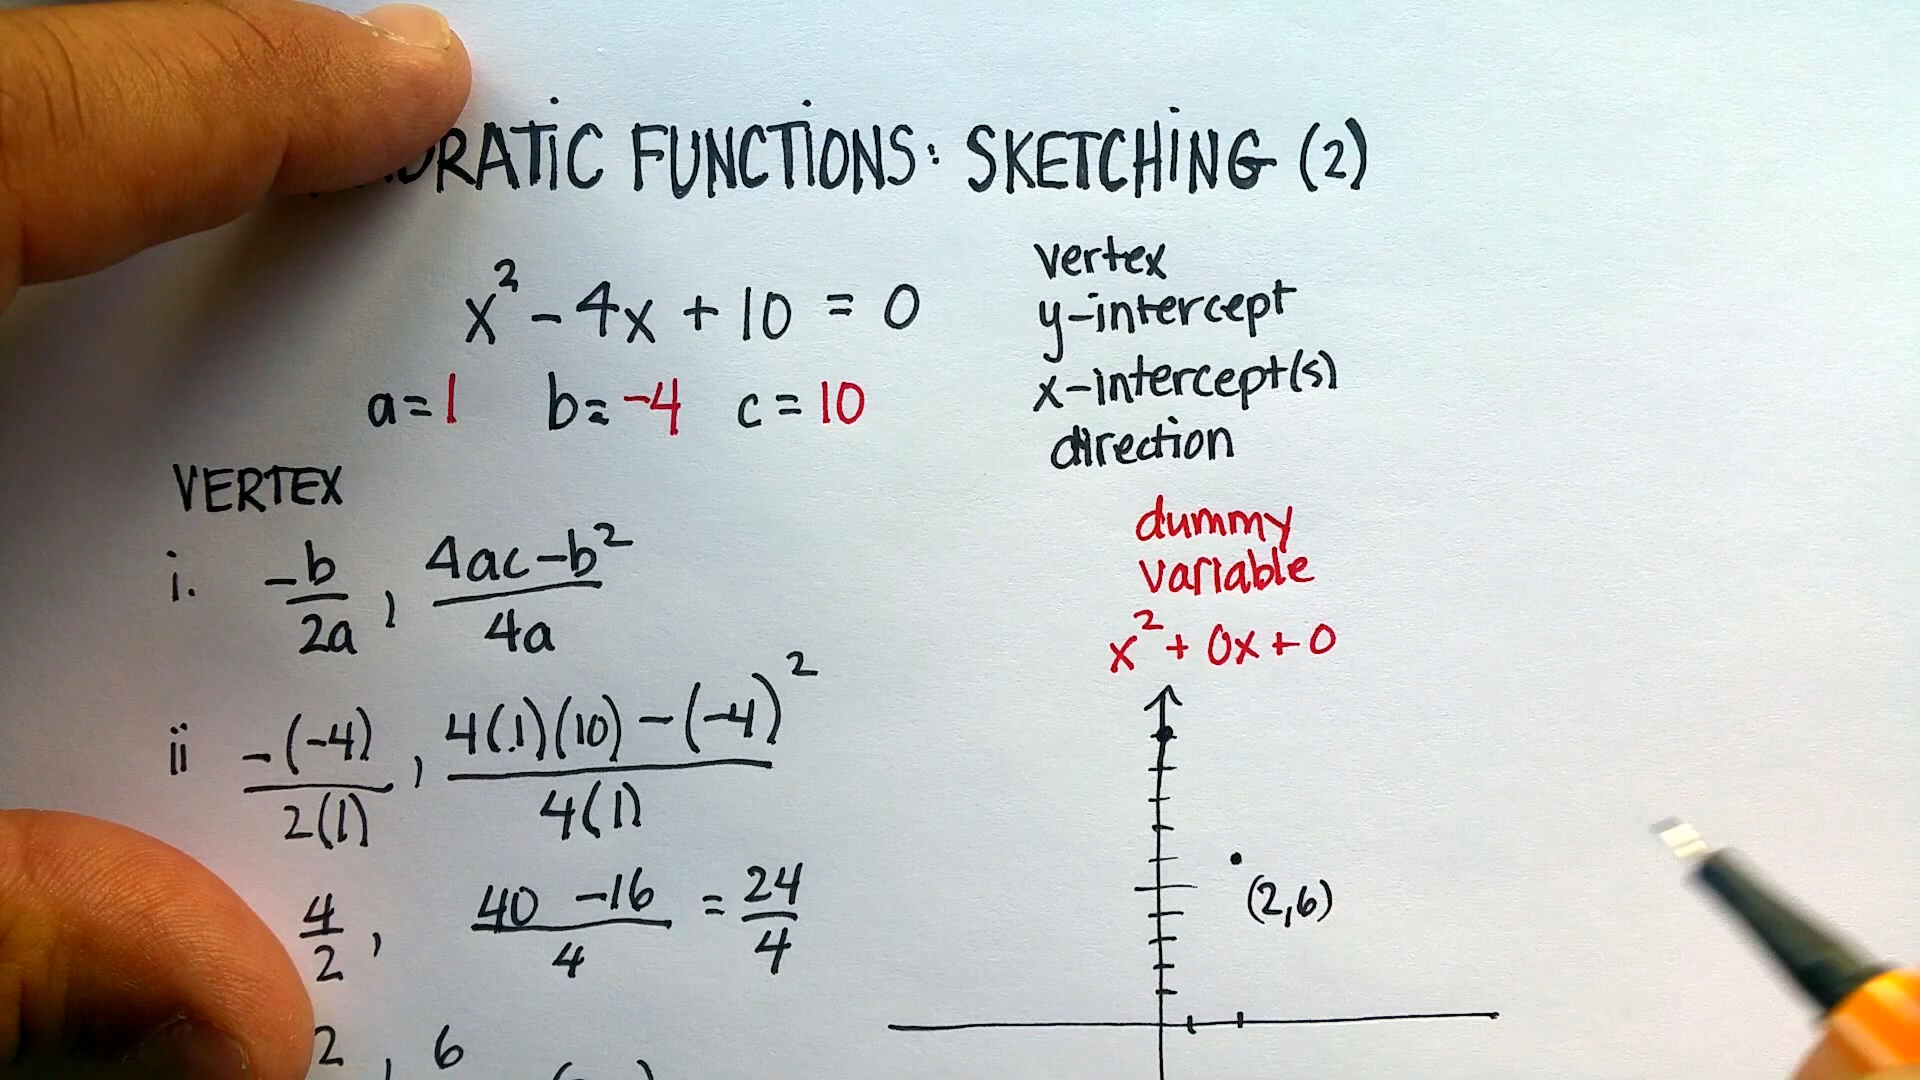 RATIC FUNCTIONS: SKETCHING (2)
x² - 4x + 10 = 0
a=1 b=-4 c=10
vertex
y-intercept
x-intercept(s)
direction
VERTEX
i. -b/2a, 4ac-b²/4a
ii -(-4)/2(1), 4(1)(10)-(-4)²/4(1)
4/2, 40-16/4 = 24/4
2, 6
dummy
variable
x² + 0x + 0
(2,6)